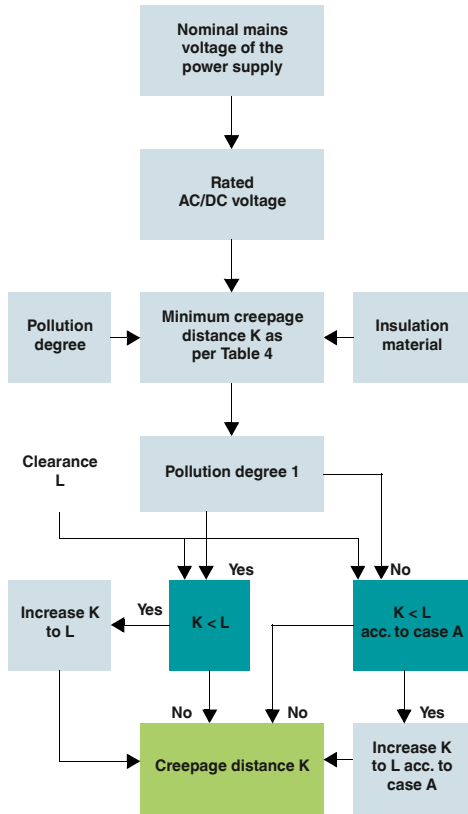 Nominal mains
voltage of the
power supply
Rated
AC/DC voltage
Pollution
degree
Minimum creepage
distance K as
per Table 4
Insulation
material
Clearance
L
Pollution degree 1
Yes
No
Increase K
to L
Yes
K < L
K < L
acc. to case A
No
No
Yes
Creepage distance K
Increase K
to L acc. to
case A